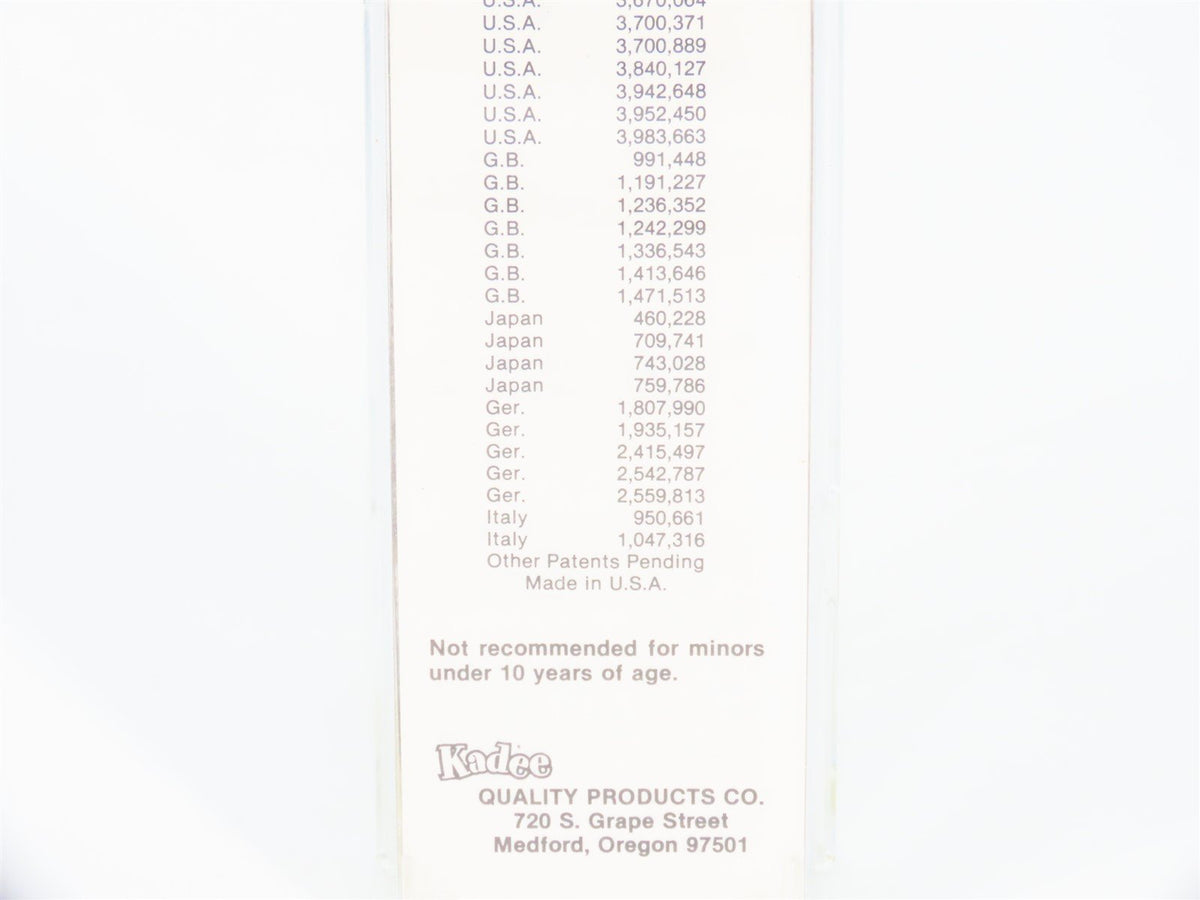 U.S.A. 3,670,064
U.S.A. 3,700,371
U.S.A. 3,700,889
U.S.A. 3,840,127
U.S.A. 3,942,648
U.S.A. 3,952,450
U.S.A. 3,983,663
G.B. 991,448
G.B. 1,191,227
G.B. 1,236,352
G.B. 1,242,299
G.B. 1,336,543
G.B. 1,413,646
G.B. 1,471,513
Japan 460,228
Japan 709,741
Japan 743,028
Japan 759,786
Ger. 1,807,990
Ger. 1,935,157
Ger. 2,415,497
Ger. 2,542,787
Ger. 2,559,813
Italy 950,661
Italy 1,047,316
Other Patents Pending
Made in U.S.A.
Not recommended for minors
under 10 years of age.
Kadee
QUALITY PRODUCTS CO.
720 S. Grape Street
Medford, Oregon 97501